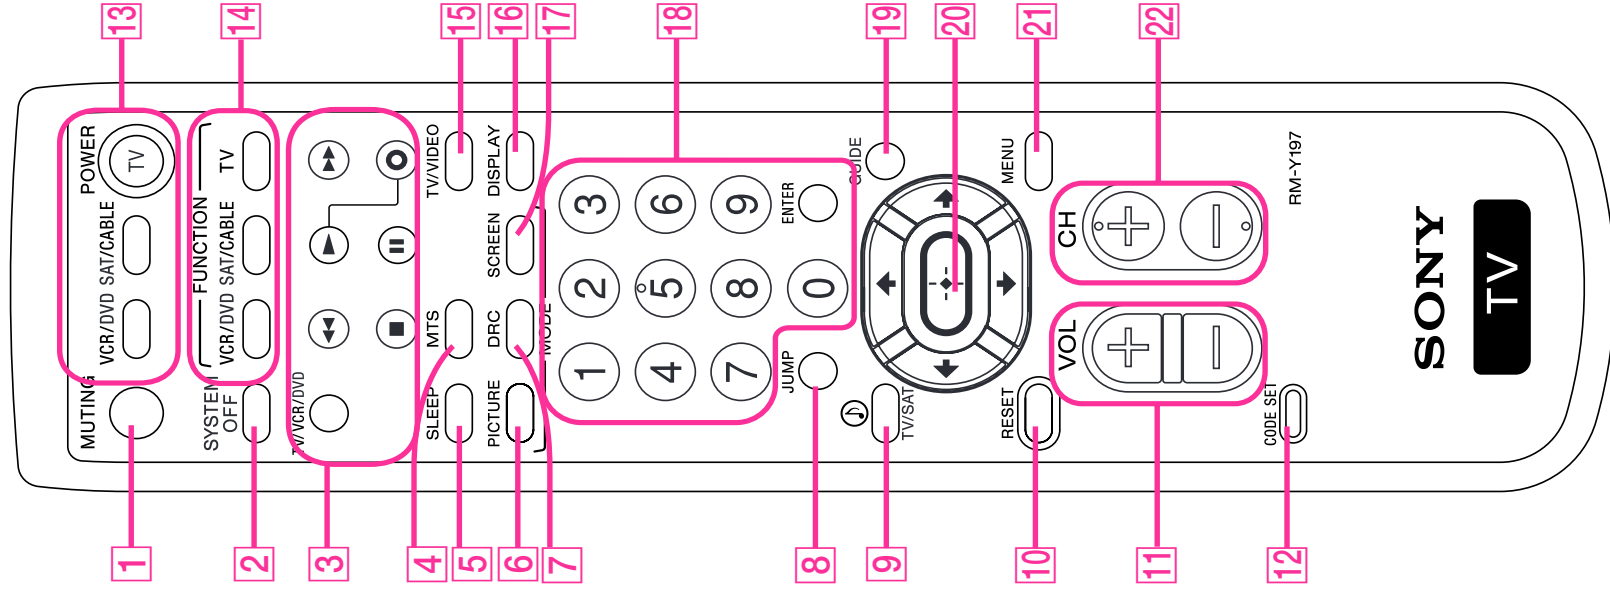 MUTING
POWER
TV
VCR/DVD SAT/CABLE
SYSTEM
OFF
FUNCTION
VCR/DVD SAT/CABLE TV
TV/VCR/DVD
SLEEP
MTS
TV/VIDEO
PICTURE
DRC
SCREEN
DISPLAY
MODE
1 2 3
4 5 6
7 8 9
JUMP
0
ENTER
TV/SAT
GUIDE
RESET
MENU
VOL
CH
CODE SET
RM-Y197
SONY
TV
1
2
3
4
5
6
7
8
9
10
11
12
13
14
15
16
17
18
19
20
21
22